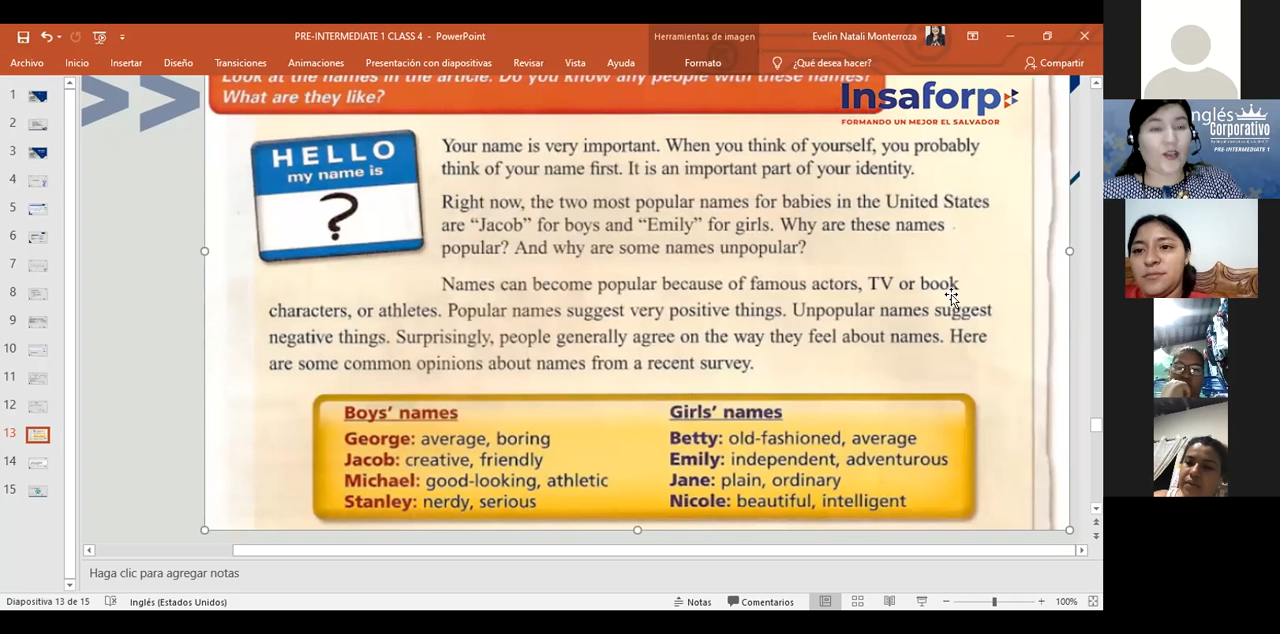 PRE-INTERMEDIATE 1 CLASS 4 - PowerPoint
Herramientas de imagen
Evelin Natali Monterroza
Archivo Inicio Insertar Diseño Transiciones Animaciones Presentación con diapositivas Revisar Vista Ayuda Formato ¿Qué desea hacer? Compartir
Look at the names in the article. Do you know any people with these names?
What are they like?
Insaforp
FORMANDO UN MEJOR EL SALVADOR
HELLO
my name is
?
Your name is very important. When you think of yourself, you probably
think of your name first. It is an important part of your identity.
Right now, the two most popular names for babies in the United States
are “Jacob” for boys and “Emily” for girls. Why are these names
popular? And why are some names unpopular?
Names can become popular because of famous actors, TV or book
characters, or athletes. Popular names suggest very positive things. Unpopular names suggest
negative things. Surprisingly, people generally agree on the way they feel about names. Here
are some common opinions about names from a recent survey.
Boys’ names
George: average, boring
Jacob: creative, friendly
Michael: good-looking, athletic
Stanley: nerdy, serious
Girls’ names
Betty: old-fashioned, average
Emily: independent, adventurous
Jane: plain, ordinary
Nicole: beautiful, intelligent
1
2
3
4
5
6
7
8
9
10
11
12
13
14
15
Haga clic para agregar notas
Diapositiva 13 de 15 Inglés (Estados Unidos) Notas Comentarios 100%
Corporativo
PRE-INTERMEDIATE 1